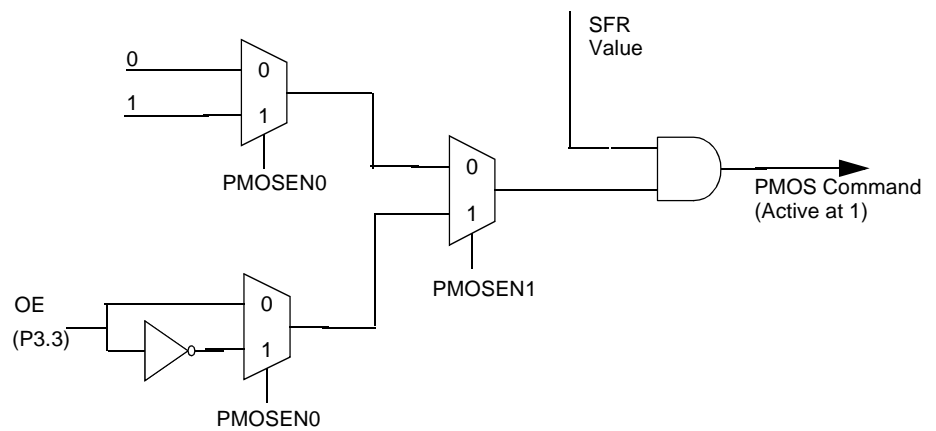 SFR
Value
0
0
1
1
PMOSEN0
0
1
PMOS Command
(Active at 1)
PMOSEN1
OE
(P3.3)
0
1
PMOSEN0